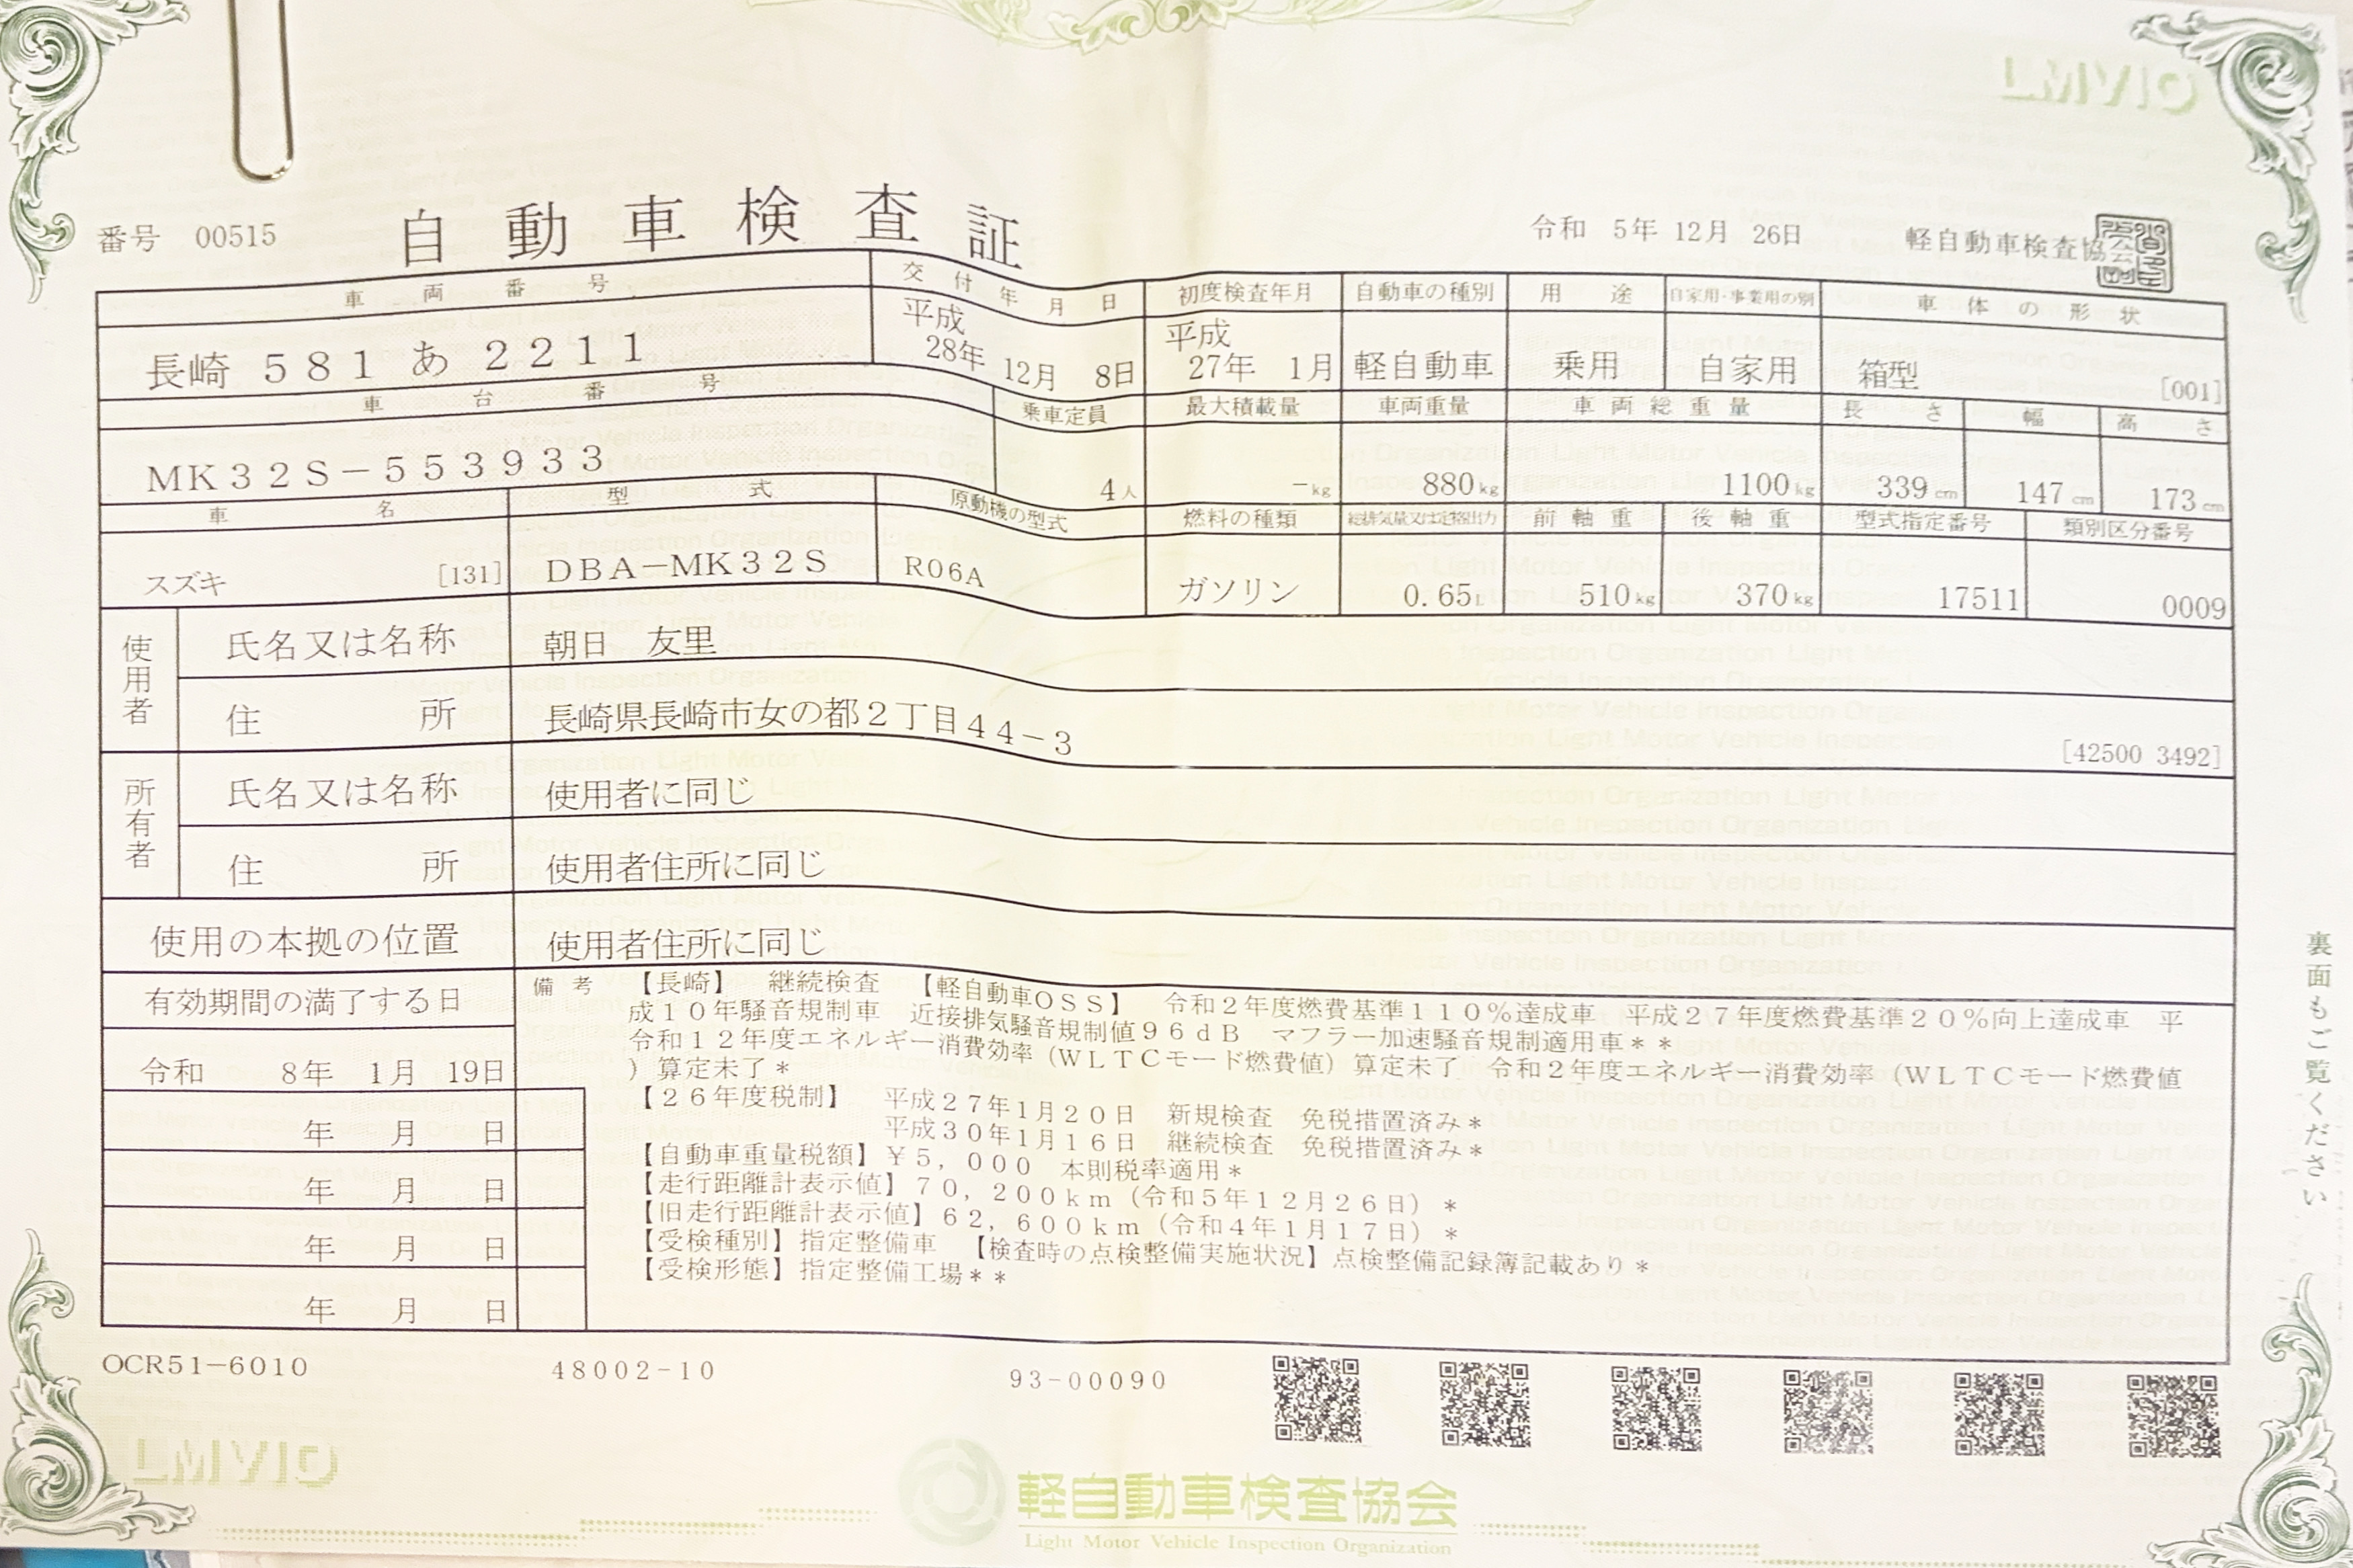 LMVIO
番号 00515
自動車検査証
令和 5年 12月 26日 軽自動車検査協会
車両番号 交付年月日 初度検査年月 自動車の種別 用途 自家用・事業用の別 車体の形状
長崎 581 あ 2211 平成28年 12月 8日 平成27年 1月 軽自動車 乗用 自家用 箱型 [001]
車台番号 乗車定員 最大積載量 車両重量 車両総重量 長さ 幅 高さ
MK32S-553933 4人 -kg 880kg 1100kg 339cm 147cm 173cm
車名 型式 原動機の型式 燃料の種類 総排気量又は定格出力 前軸重 後軸重 型式指定番号 類別区分番号
スズキ [131] DBA-MK32S R06A ガソリン 0.65L 510kg 370kg 17511 0009
使用者
氏名又は名称 朝日 友里
住所 長崎県長崎市女の都2丁目44-3 [42500 3492]
所有者
氏名又は名称 使用者に同じ
住所 使用者住所に同じ
使用の本拠の位置 使用者住所に同じ
有効期間の満了する日
令和 8年 1月 19日
年 月 日
年 月 日
年 月 日
年 月 日
備考 【長崎】 継続検査 【軽自動車OSS】 令和2年度燃費基準110%達成車 平成27年度燃費基準20%向上達成車 平
成10年騒音規制車 近接排気騒音規制値96dB マフラー加速騒音規制適用車**
令和12年度エネルギー消費効率(WLTCモード燃費値)算定未了 令和2年度エネルギー消費効率(WLTCモード燃費値
)算定未了*
【26年度税制】 平成27年1月20日 新規検査 免税措置済み*
平成30年1月16日 継続検査 免税措置済み*
【自動車重量税額】¥5,000 本則税率適用*
【走行距離計表示値】70,200km(令和5年12月26日) *
【旧走行距離計表示値】62,600km(令和4年1月17日) *
【受検種別】指定整備車 【検査時の点検整備実施状況】点検整備記録簿記載あり*
【受検形態】指定整備工場**
裏面もご覧ください
OCR51-6010 48002-10 93-00090
LMVIO
軽自動車検査協会
Light Motor Vehicle Inspection Organization